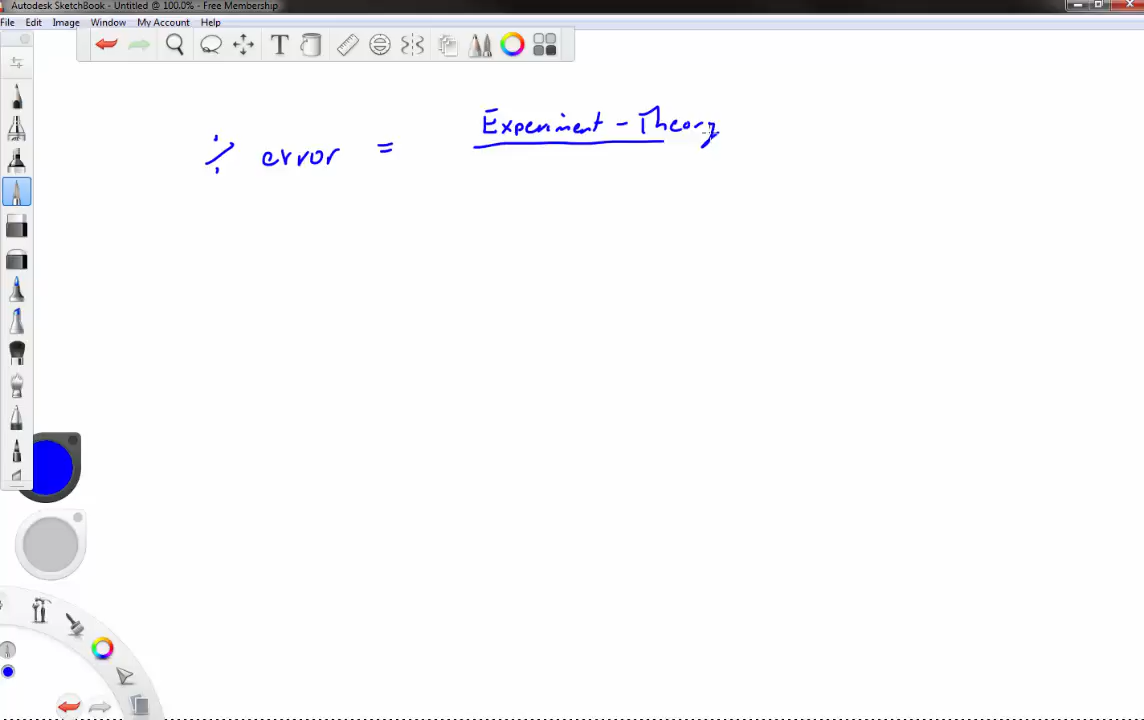 Autodesk SketchBook - Untitled @ 100.0% - Free Membership
File Edit Image Window My Account Help
T
Experiment - Theory
% error =